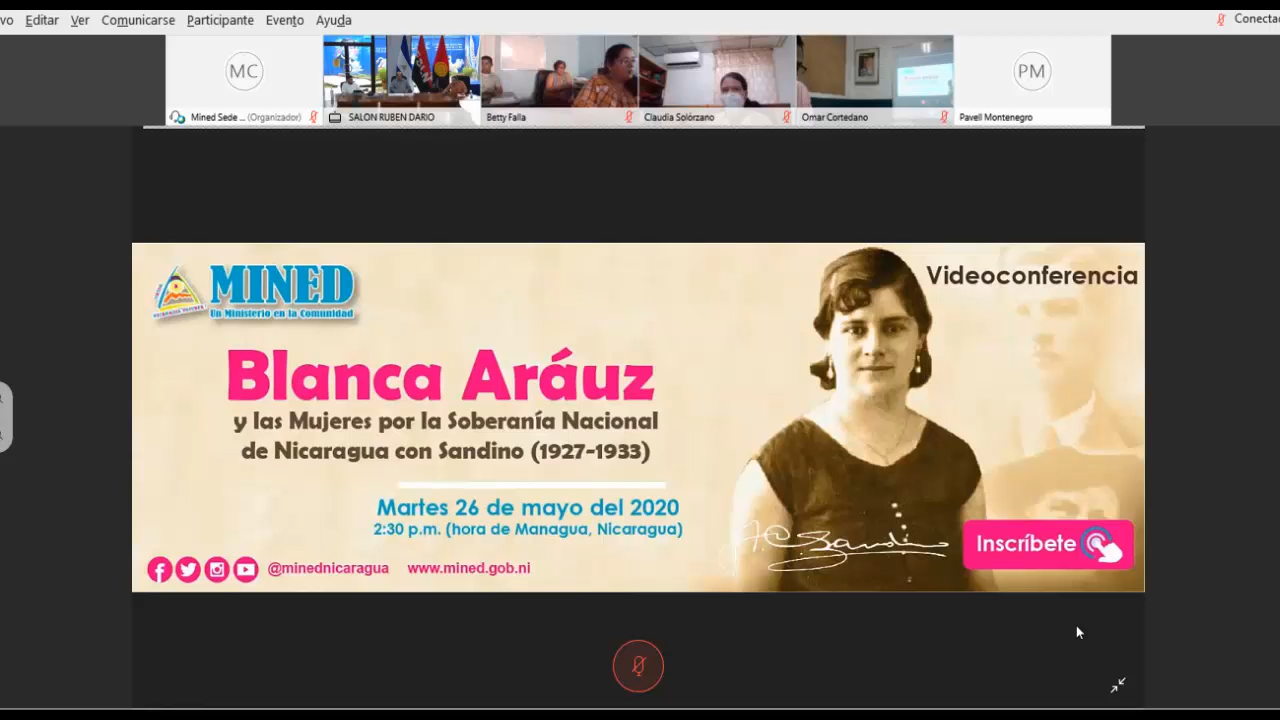 vo Editar Ver Comunicarse Participante Evento Ayuda
Conecta
MC
PM
Mined Sede ... (Organizador)
SALON RUBEN DARIO
Betty Falla
Claudia Solórzano
Omar Cortedano
Pavell Montenegro
MINED
Un Ministerio en la Comunidad
Videoconferencia
Blanca Aráuz
y las Mujeres por la Soberanía Nacional
de Nicaragua con Sandino (1927-1933)
Martes 26 de mayo del 2020
2:30 p.m. (hora de Managua, Nicaragua)
A.C. Sandino
Inscríbete
@minednicaragua www.mined.gob.ni